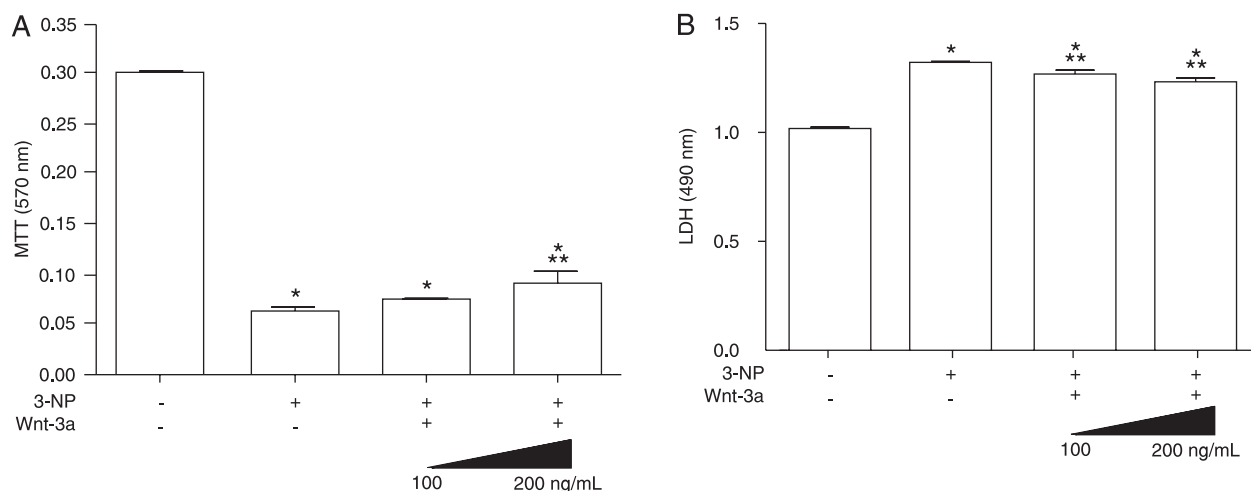 A
0.35
0.30
0.25
0.20
0.15
0.10
0.05
0.00
MTT (570 nm)
*
*
*
**
3-NP - + + +
Wnt-3a - - + +
100 200 ng/mL
B
1.5
1.0
0.5
0.0
LDH (490 nm)
*
*
**
*
**
3-NP - + + +
Wnt-3a - - + +
100 200 ng/mL